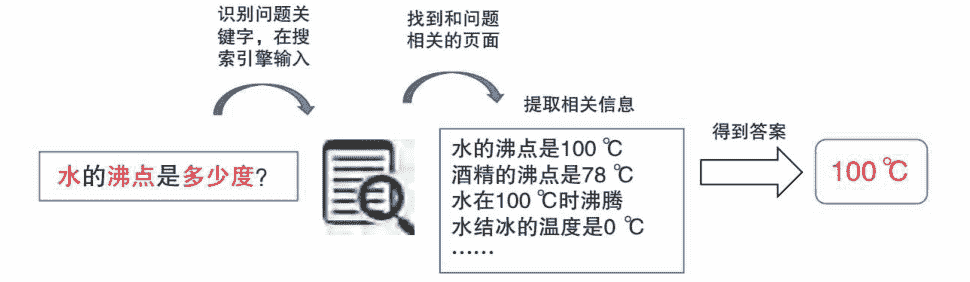 识别问题关
键字，在搜
索引擎输入
找到和问题
相关的页面
提取相关信息
水的沸点是多少度?
水的沸点是100 ℃
酒精的沸点是78 ℃
水在100 ℃时沸腾
水结冰的温度是0 ℃
……
得到答案
100 ℃